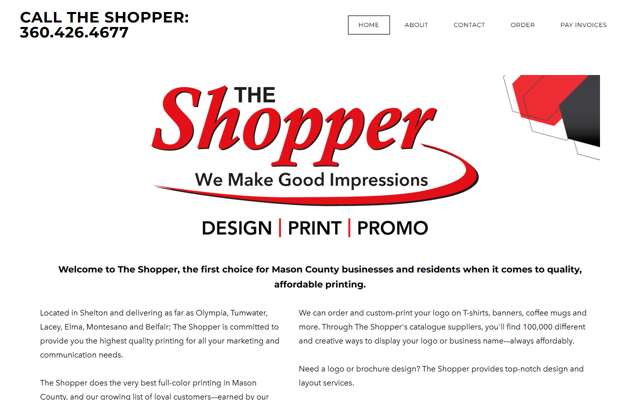 CALL THE SHOPPER:
360.426.4677
HOME ABOUT CONTACT ORDER PAY INVOICES
THE
Shopper
We Make Good Impressions
DESIGN | PRINT | PROMO
Welcome to The Shopper, the first choice for Mason County businesses and residents when it comes to quality,
affordable printing.
Located in Shelton and delivering as far as Olympia, Tumwater,
Lacey, Elma, Montesano and Belfair; The Shopper is committed to
provide you the highest quality printing for all your marketing and
communication needs.
The Shopper does the very best full-color printing in Mason
County, and our growing list of loyal customers—earned by our
We can order and custom-print your logo on T-shirts, banners, coffee mugs and
more. Through The Shopper's catalogue suppliers, you'll find 100,000 different
and creative ways to display your logo or business name—always affordably.
Need a logo or brochure design? The Shopper provides top-notch design and
layout services.